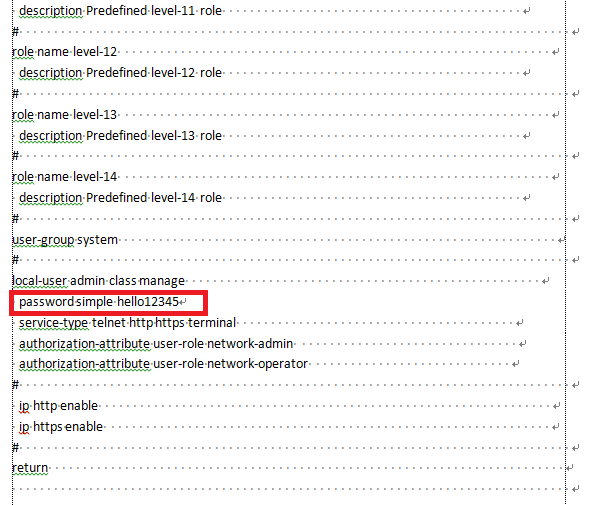 description Predefined level-11 role
#
role name level-12
description Predefined level-12 role
#
role name level-13
description Predefined level-13 role
#
role name level-14
description Predefined level-14 role
#
user-group system
#
local-user admin class manage
password simple hello12345
service-type telnet http https terminal
authorization-attribute user-role network-admin
authorization-attribute user-role network-operator
#
ip http enable
ip https enable
#
return